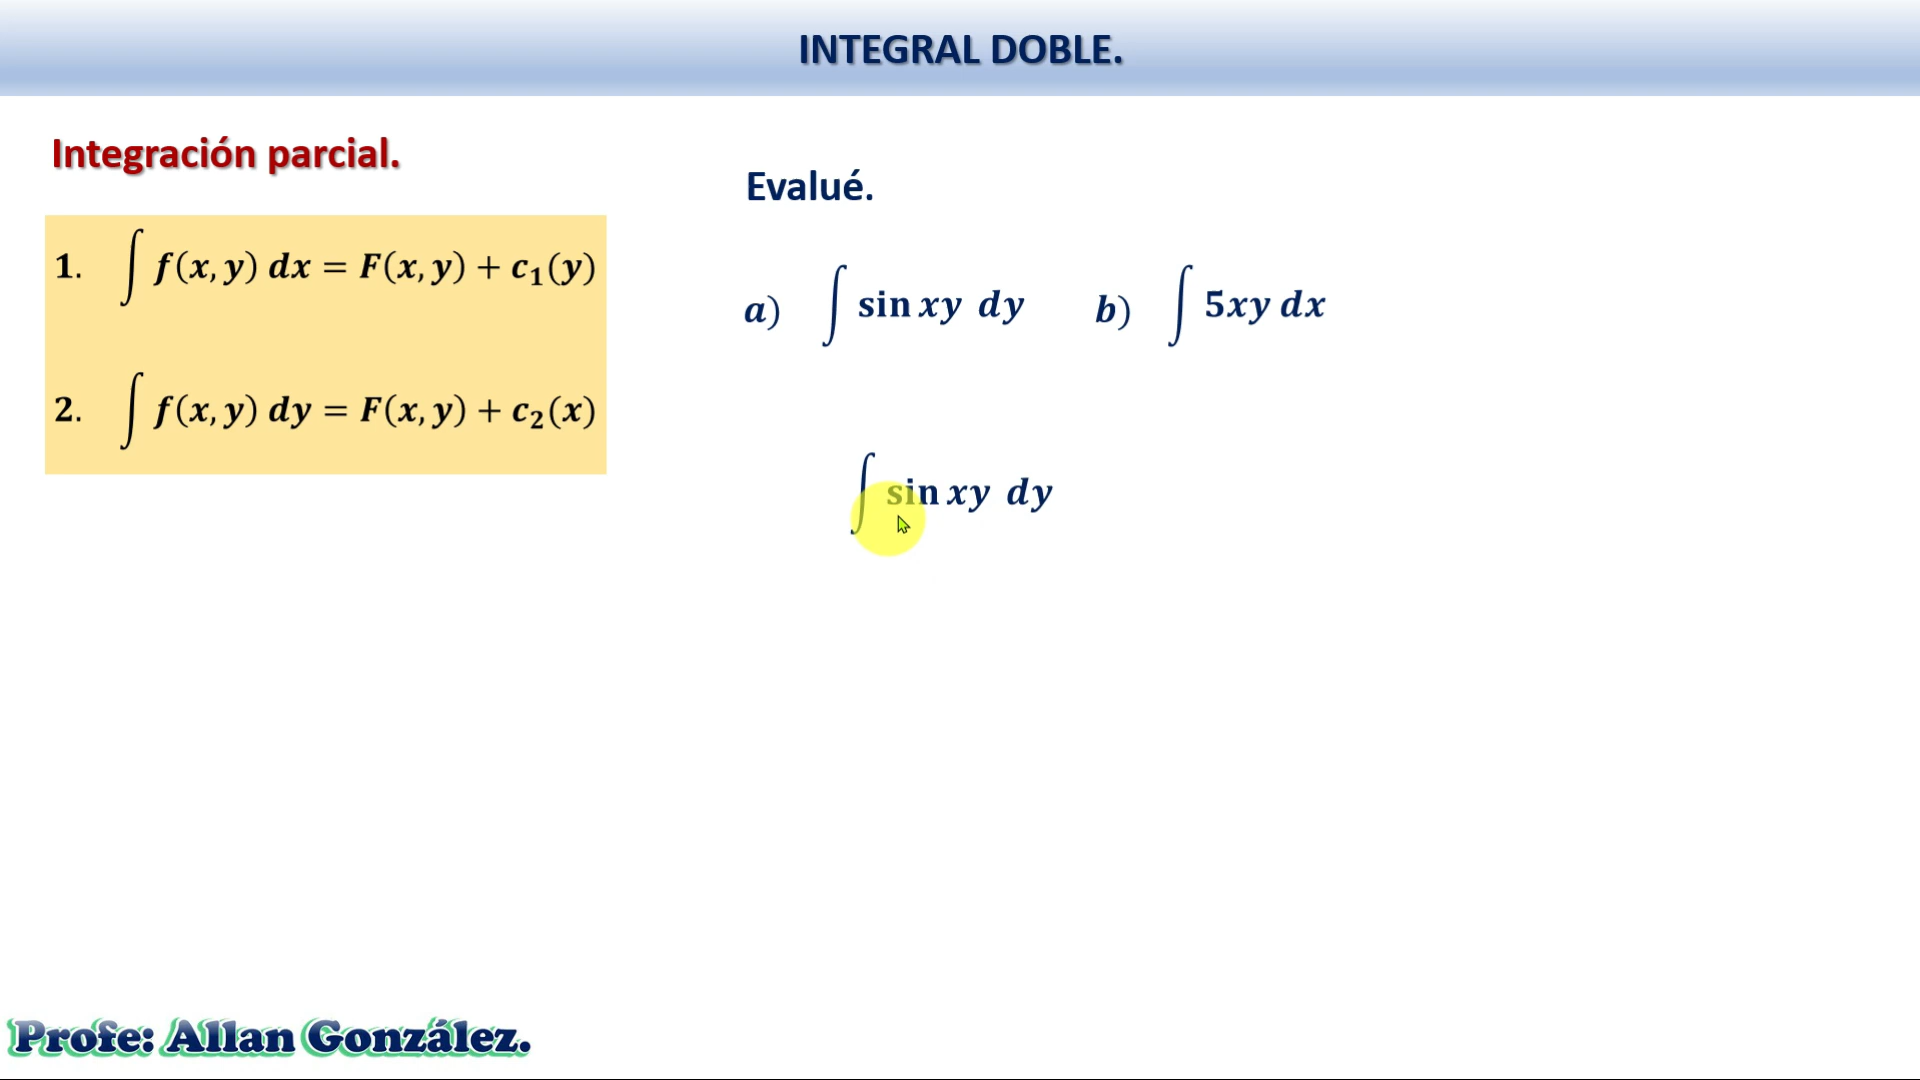 INTEGRAL DOBLE.
Integración parcial.
1. ∫ f(x, y) dx = F(x, y) + c₁(y)
2. ∫ f(x, y) dy = F(x, y) + c₂(x)
Evalué.
a) ∫ sin xy dy b) ∫ 5xy dx
∫ sin xy dy
Profe: Allan González.